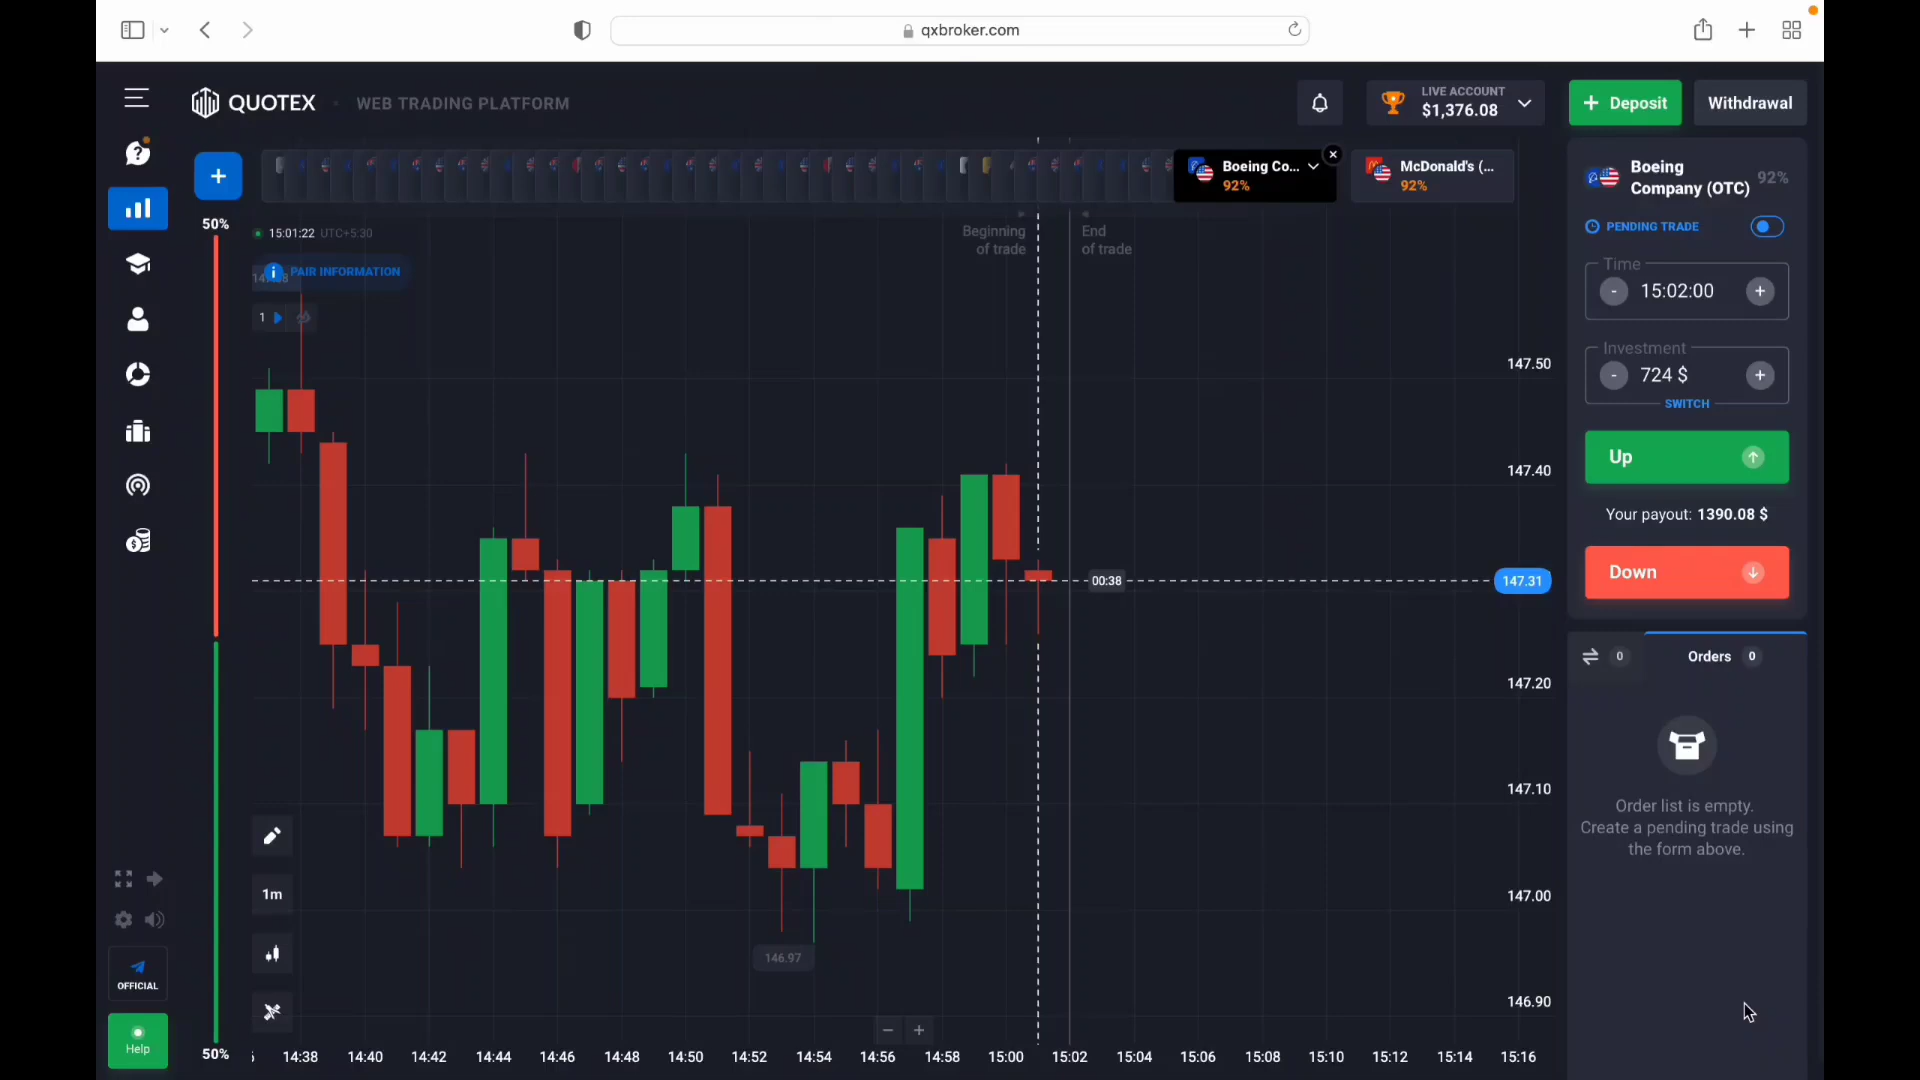 qxbroker.com
QUOTEX
WEB TRADING PLATFORM
LIVE ACCOUNT
$1,376.08
+ Deposit
Withdrawal
Boeing Co...
92%
McDonald's (...
92%
Boeing
Company (OTC)
92%
50%
15:01:22 UTC+5:30
Beginning
of trade
End
of trade
PENDING TRADE
PAIR INFORMATION
1
Time
- 15:02:00 +
Investment
- 724 $ +
SWITCH
Up
Your payout: 1390.08 $
Down
147.50
147.40
00:38
147.31
147.20
147.10
147.00
146.90
0
Orders 0
Order list is empty.
Create a pending trade using
the form above.
1m
146.97
OFFICIAL
Help
50%
14:38 14:40 14:42 14:44 14:46 14:48 14:50 14:52 14:54 14:56 14:58 15:00 15:02 15:04 15:06 15:08 15:10 15:12 15:14 15:16